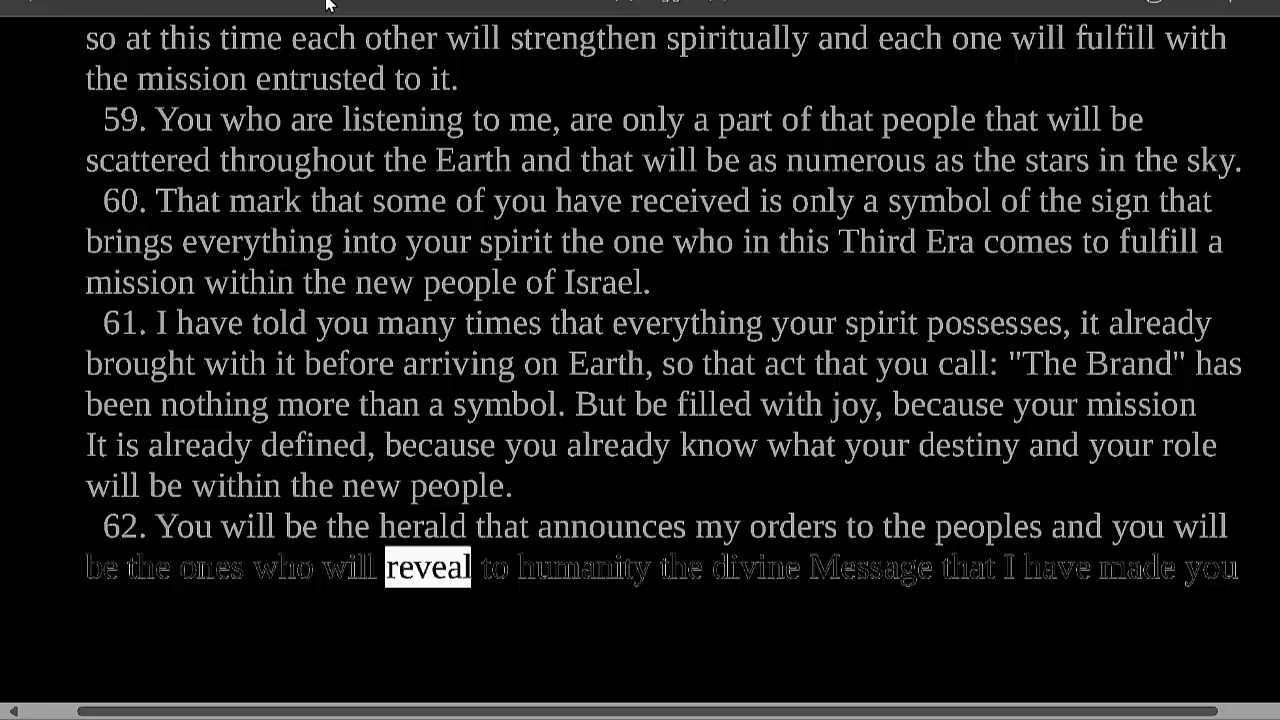 so at this time each other will strengthen spiritually and each one will fulfill with
the mission entrusted to it.
59. You who are listening to me, are only a part of that people that will be
scattered throughout the Earth and that will be as numerous as the stars in the sky.
60. That mark that some of you have received is only a symbol of the sign that
brings everything into your spirit the one who in this Third Era comes to fulfill a
mission within the new people of Israel.
61. I have told you many times that everything your spirit possesses, it already
brought with it before arriving on Earth, so that act that you call: "The Brand" has
been nothing more than a symbol. But be filled with joy, because your mission
It is already defined, because you already know what your destiny and your role
will be within the new people.
62. You will be the herald that announces my orders to the peoples and you will
be the ones who will reveal to humanity the divine Message that I have made you